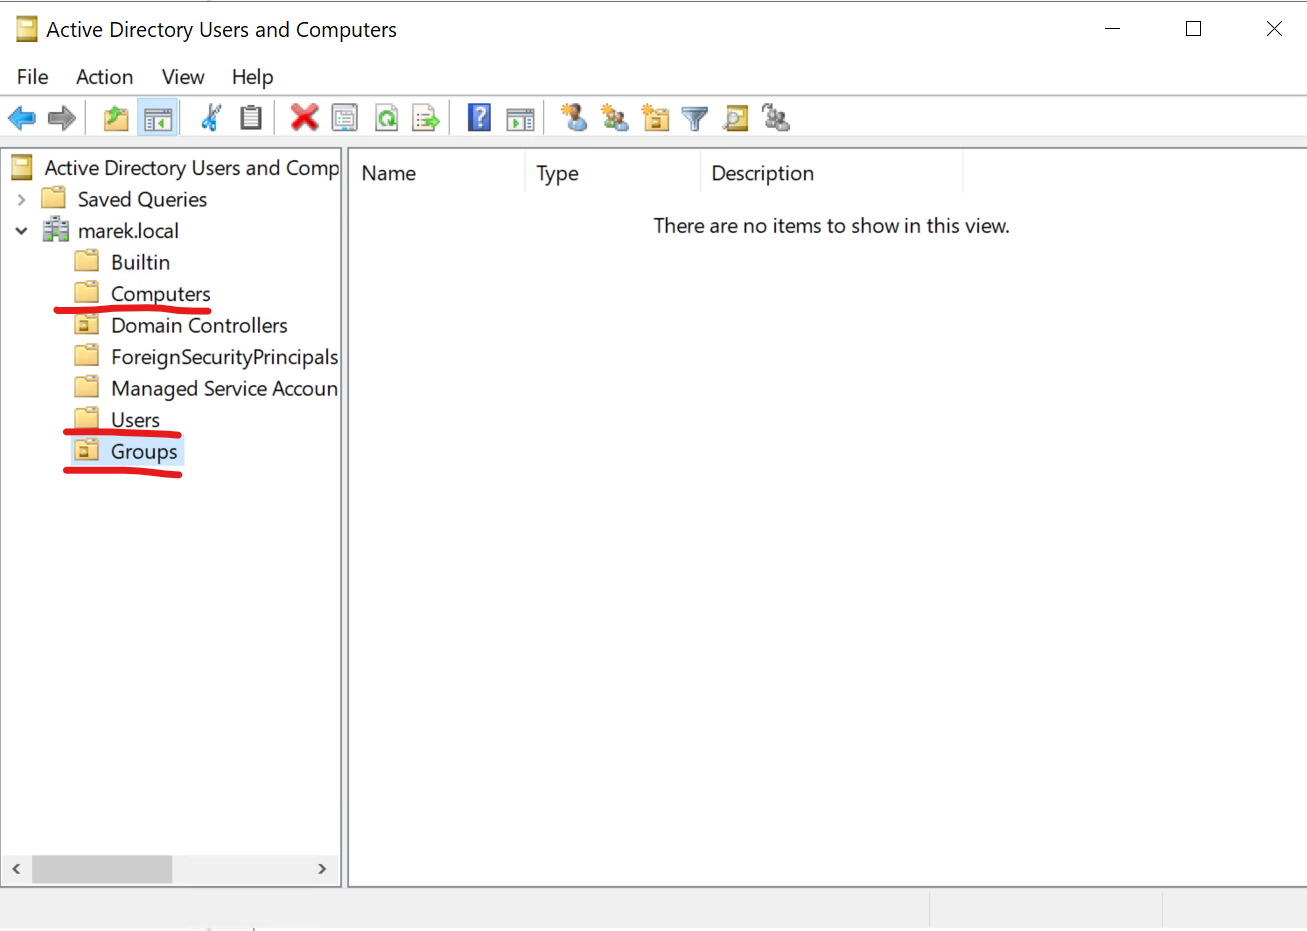 Active Directory Users and Computers
File Action View Help
Active Directory Users and Comp
Saved Queries
marek.local
Builtin
Computers
Domain Controllers
ForeignSecurityPrincipals
Managed Service Accoun
Users
Groups
Name Type Description
There are no items to show in this view.